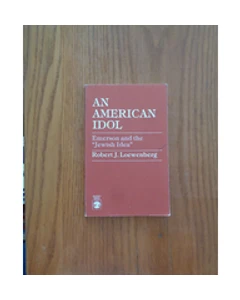 AN
AMERICAN
IDOL
Emerson and the
"Jewish Idea"
Robert J. Loewenberg